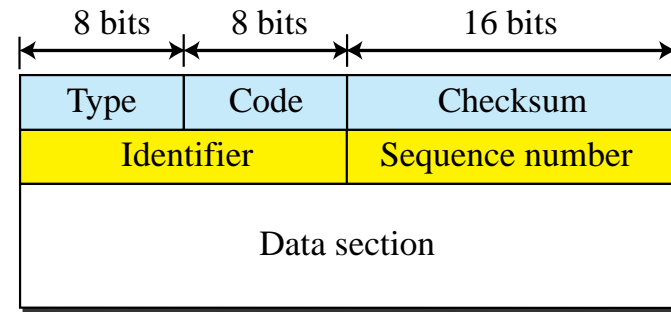 8 bits 8 bits 16 bits
Type Code Checksum
Identifier Sequence number
Data section